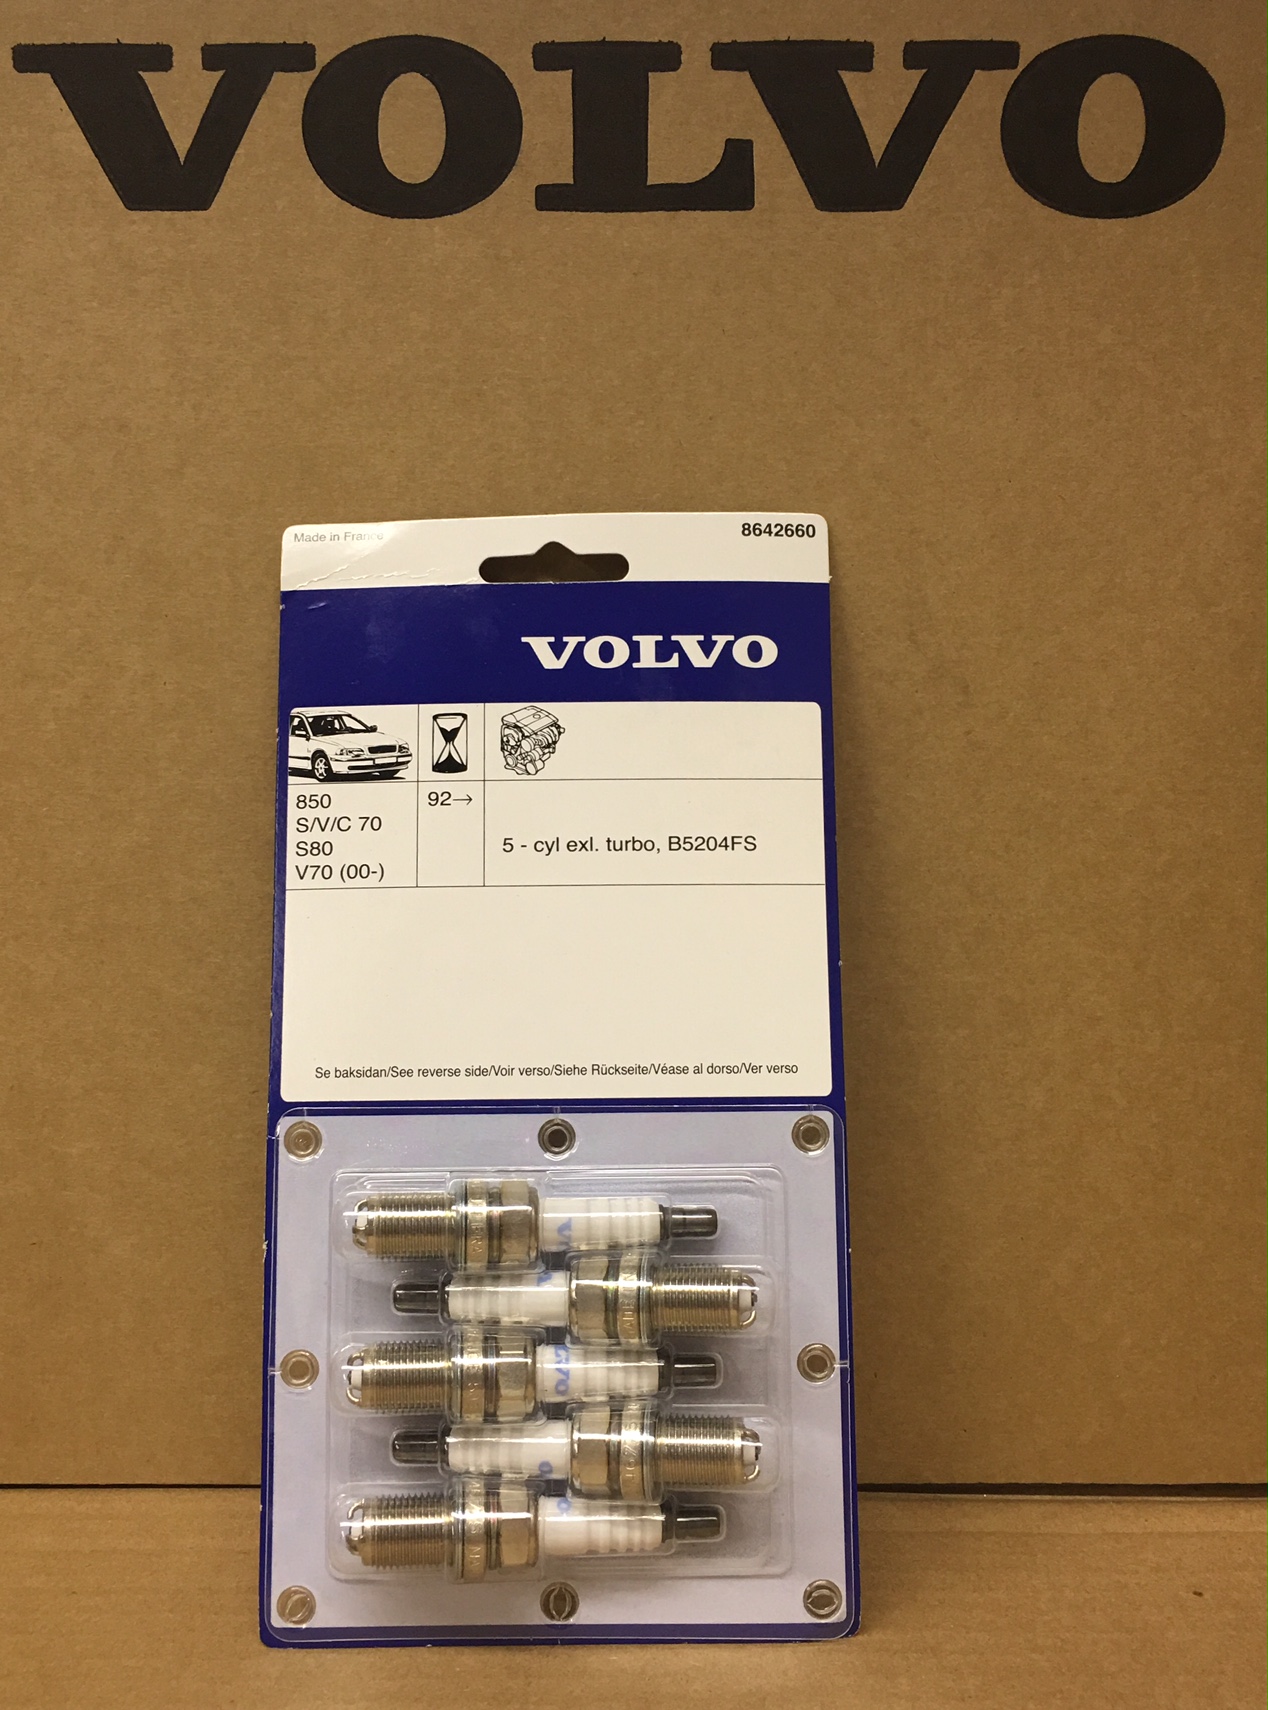 VOLVO
Made in France
8642660
VOLVO
850
S/V/C 70
S80
V70 (00-)
92→
5 - cyl exl. turbo, B5204FS
Se baksidan/See reverse side/Voir verso/Siehe Rückseite/Véase al dorso/Ver verso